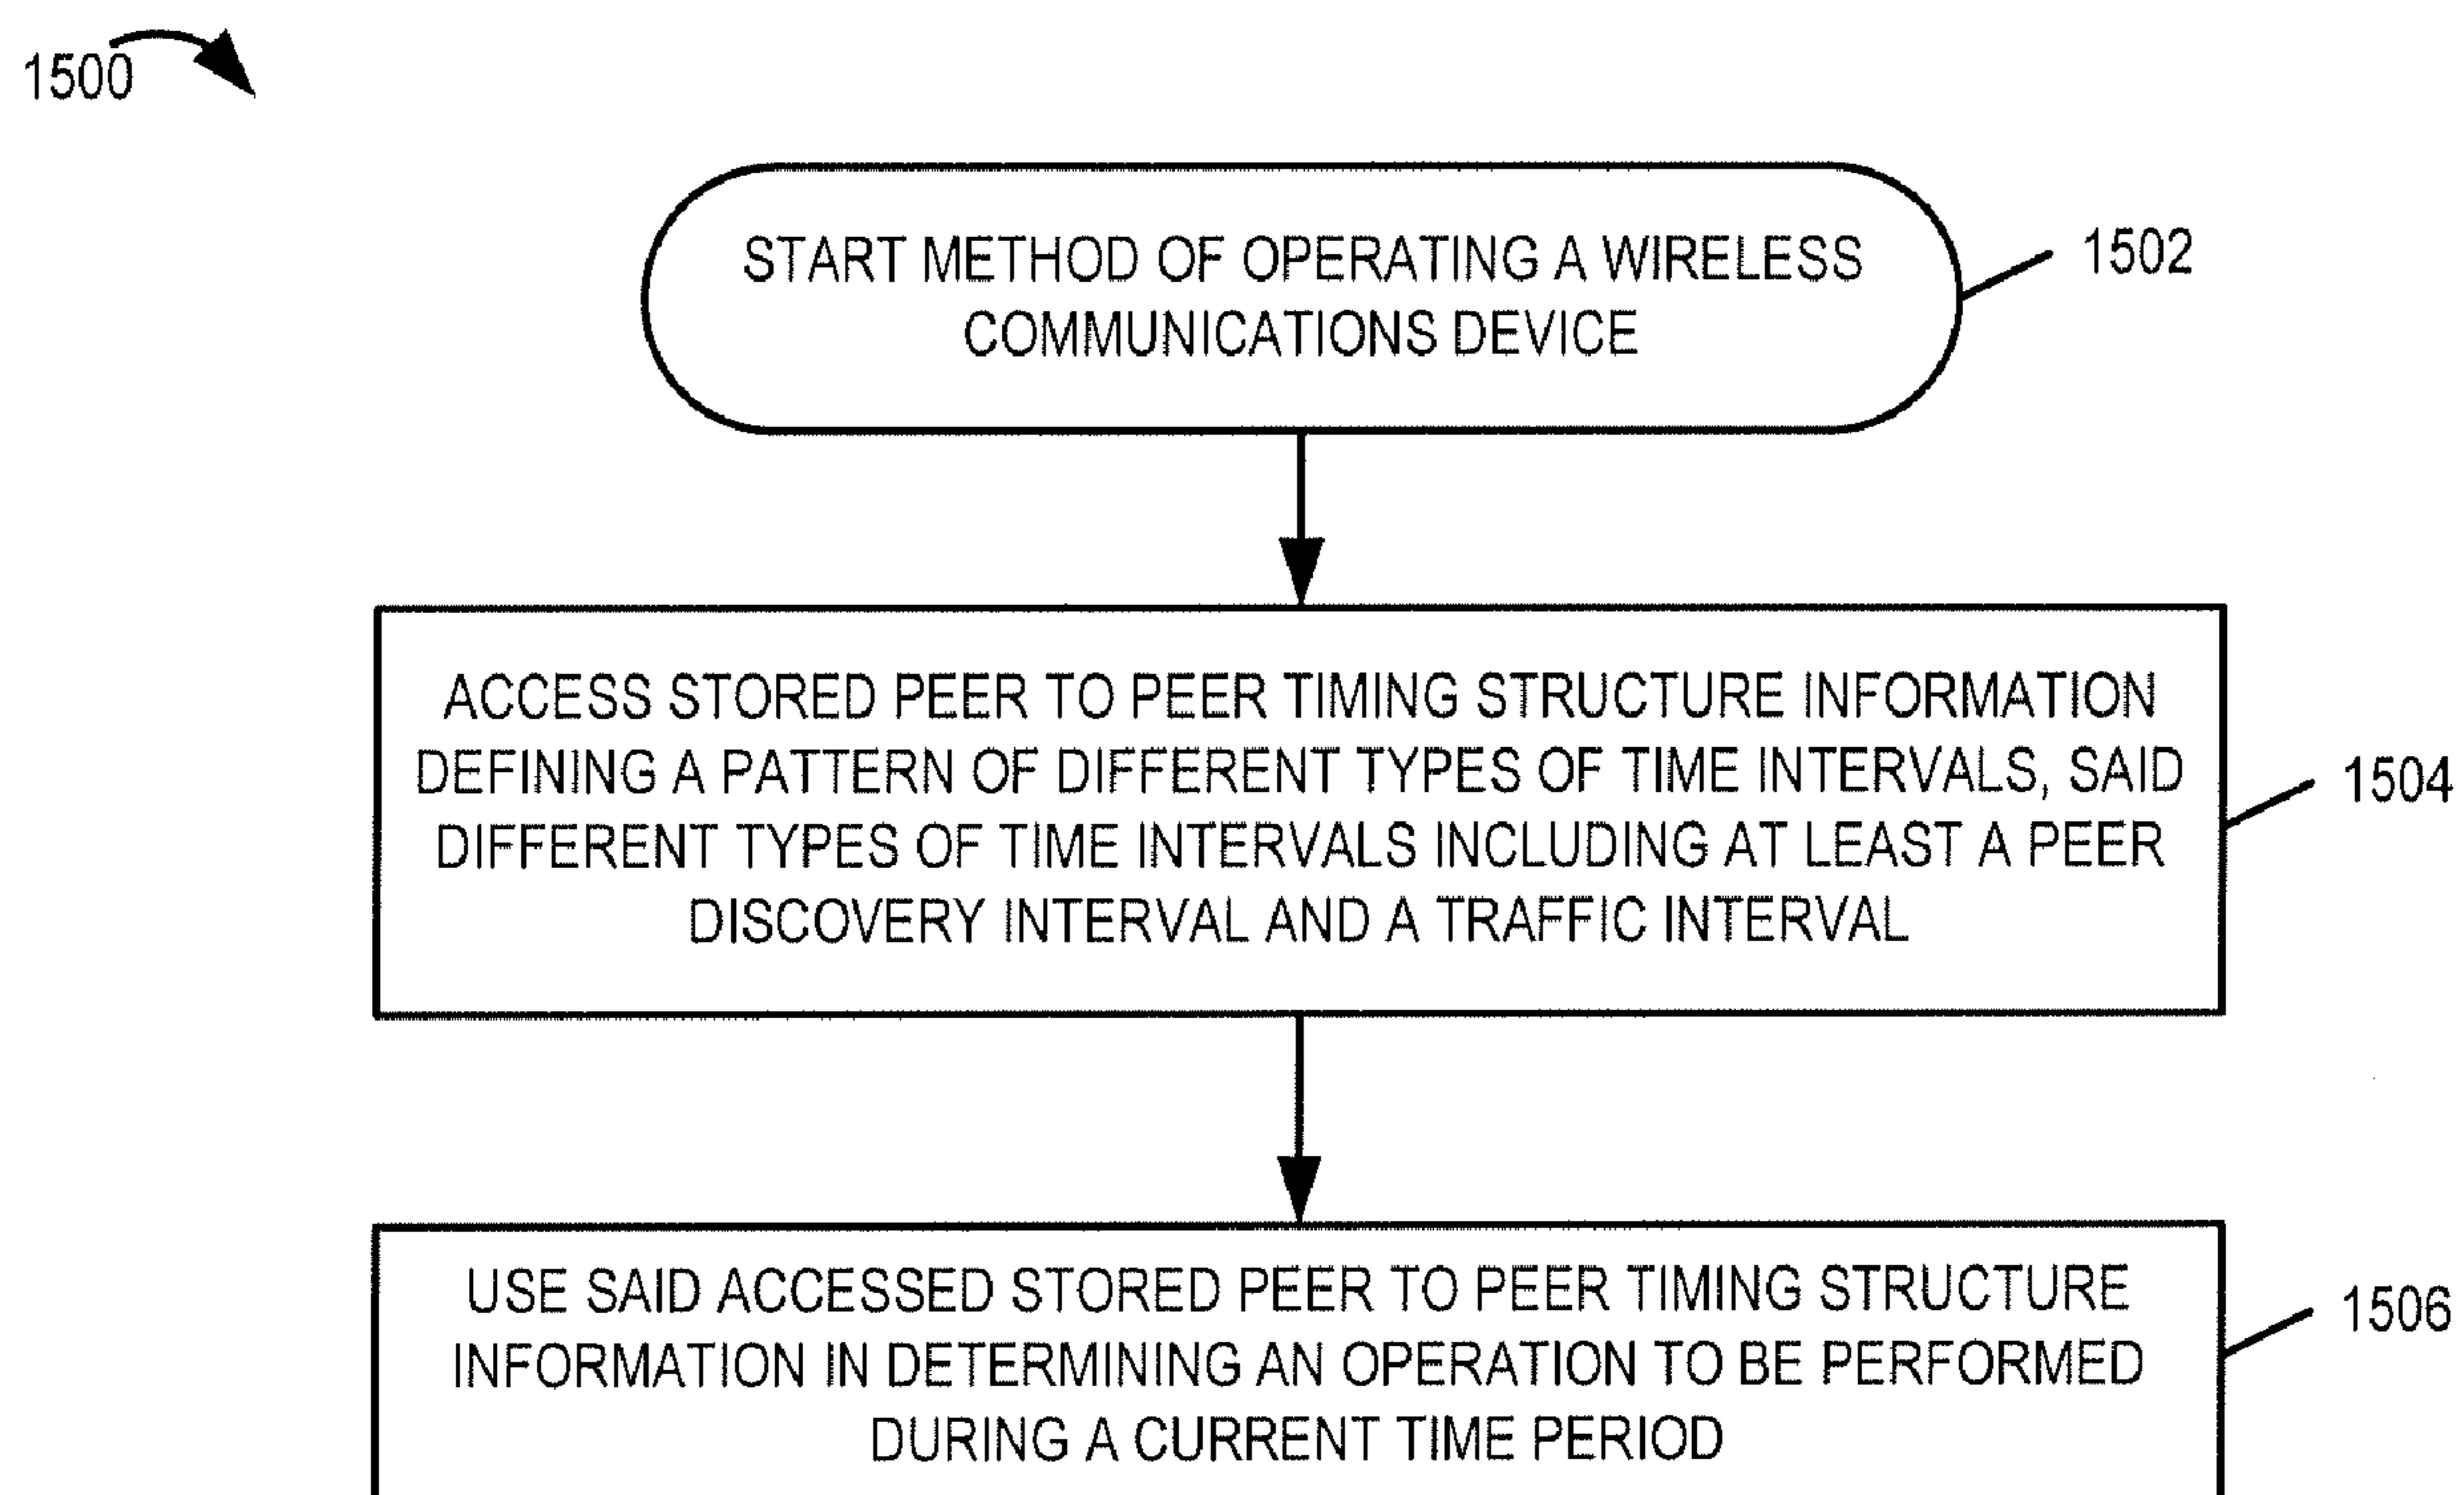 1500
START METHOD OF OPERATING A WIRELESS
COMMUNICATIONS DEVICE
1502
ACCESS STORED PEER TO PEER TIMING STRUCTURE INFORMATION
DEFINING A PATTERN OF DIFFERENT TYPES OF TIME INTERVALS, SAID
DIFFERENT TYPES OF TIME INTERVALS INCLUDING AT LEAST A PEER
DISCOVERY INTERVAL AND A TRAFFIC INTERVAL
1504
USE SAID ACCESSED STORED PEER TO PEER TIMING STRUCTURE
INFORMATION IN DETERMINING AN OPERATION TO BE PERFORMED
DURING A CURRENT TIME PERIOD
1506